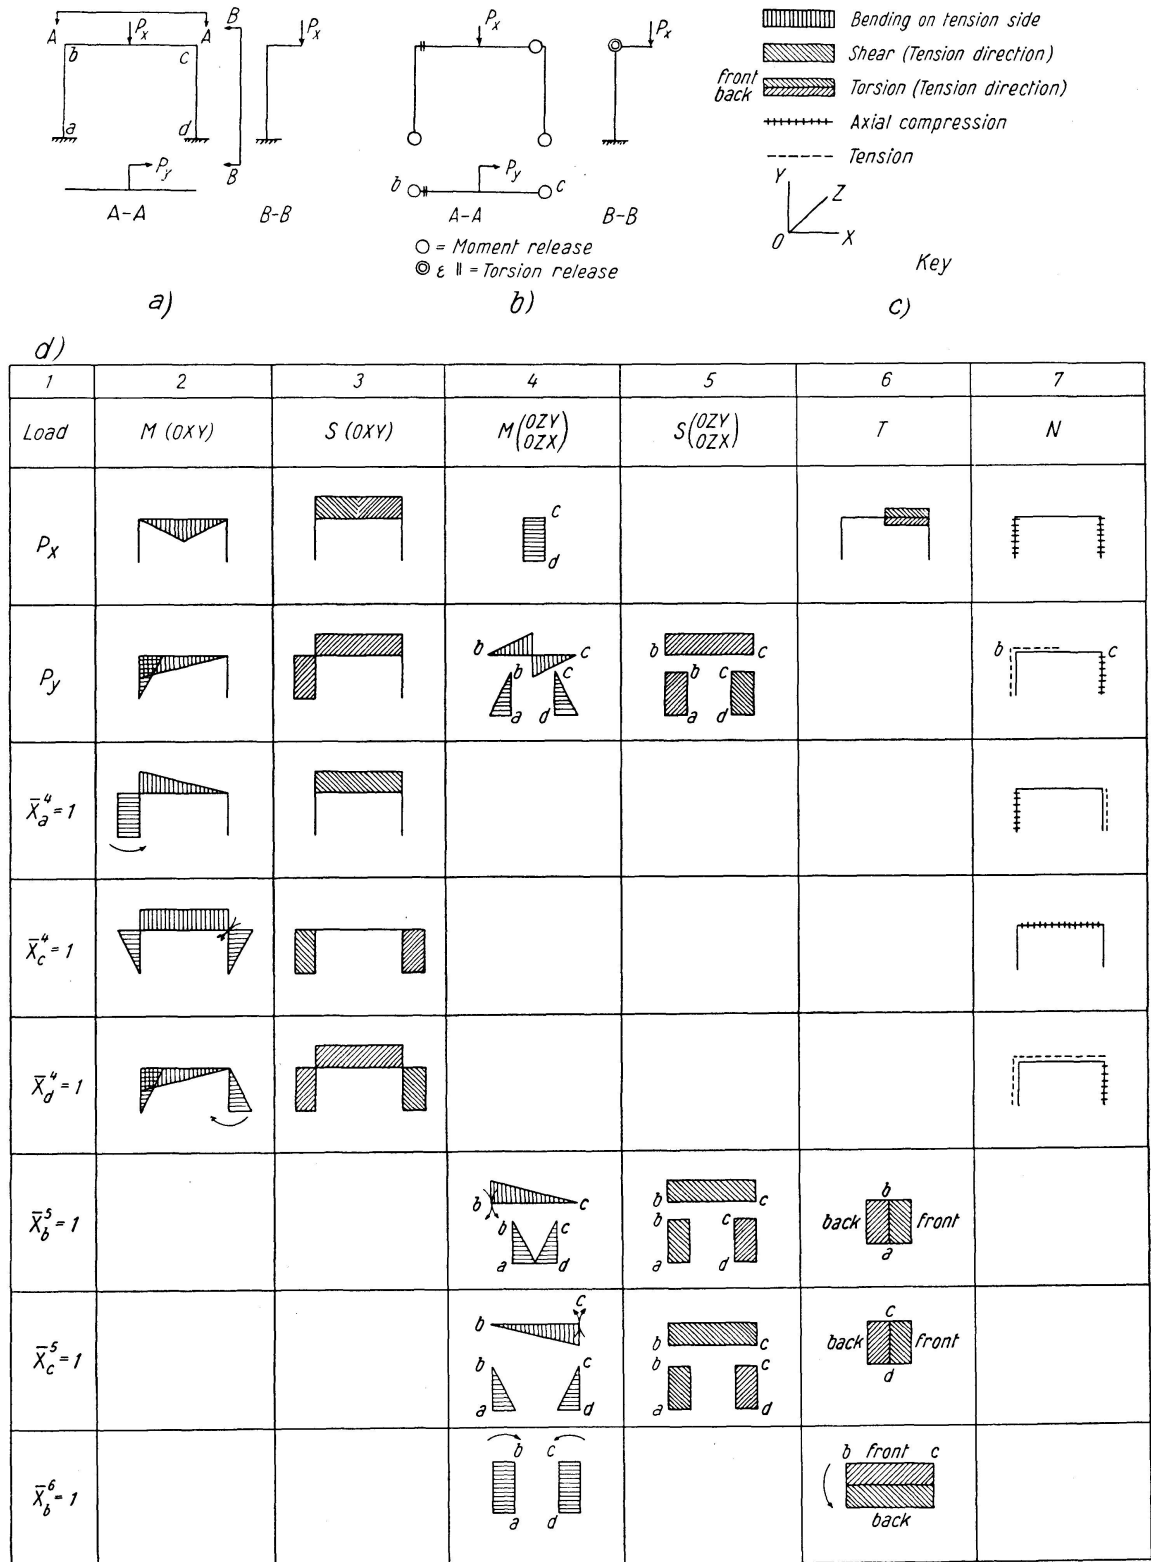 A
P_x
A
B
b
c
a
d
B
P_y
A-A
P_x
B-B
a)
P_x
P_y
b
c
A-A
P_x
B-B
○ = Moment release
◎ ε || = Torsion release
b)
Bending on tension side
Shear (Tension direction)
front
back
Torsion (Tension direction)
Axial compression
Tension
Y
Z
O
X
Key
c)
d)
1 2 3 4 5 6 7
Load M (OXY) S (OXY) M(OZY OZX) S(OZY OZX) T N
P_x
c
d
P_y
b
c
b
c
a
d
b
c
b
c
a
d
b
c
X̄_a^4 = 1
X̄_c^4 = 1
X̄_d^4 = 1
X̄_b^5 = 1
b
c
b
c
a
d
b
c
b
c
a
d
b
back front
a
X̄_c^5 = 1
c
b
b
c
a
d
b
c
b
c
a
d
c
back front
d
X̄_b^6 = 1
b c
a d
b front c
back